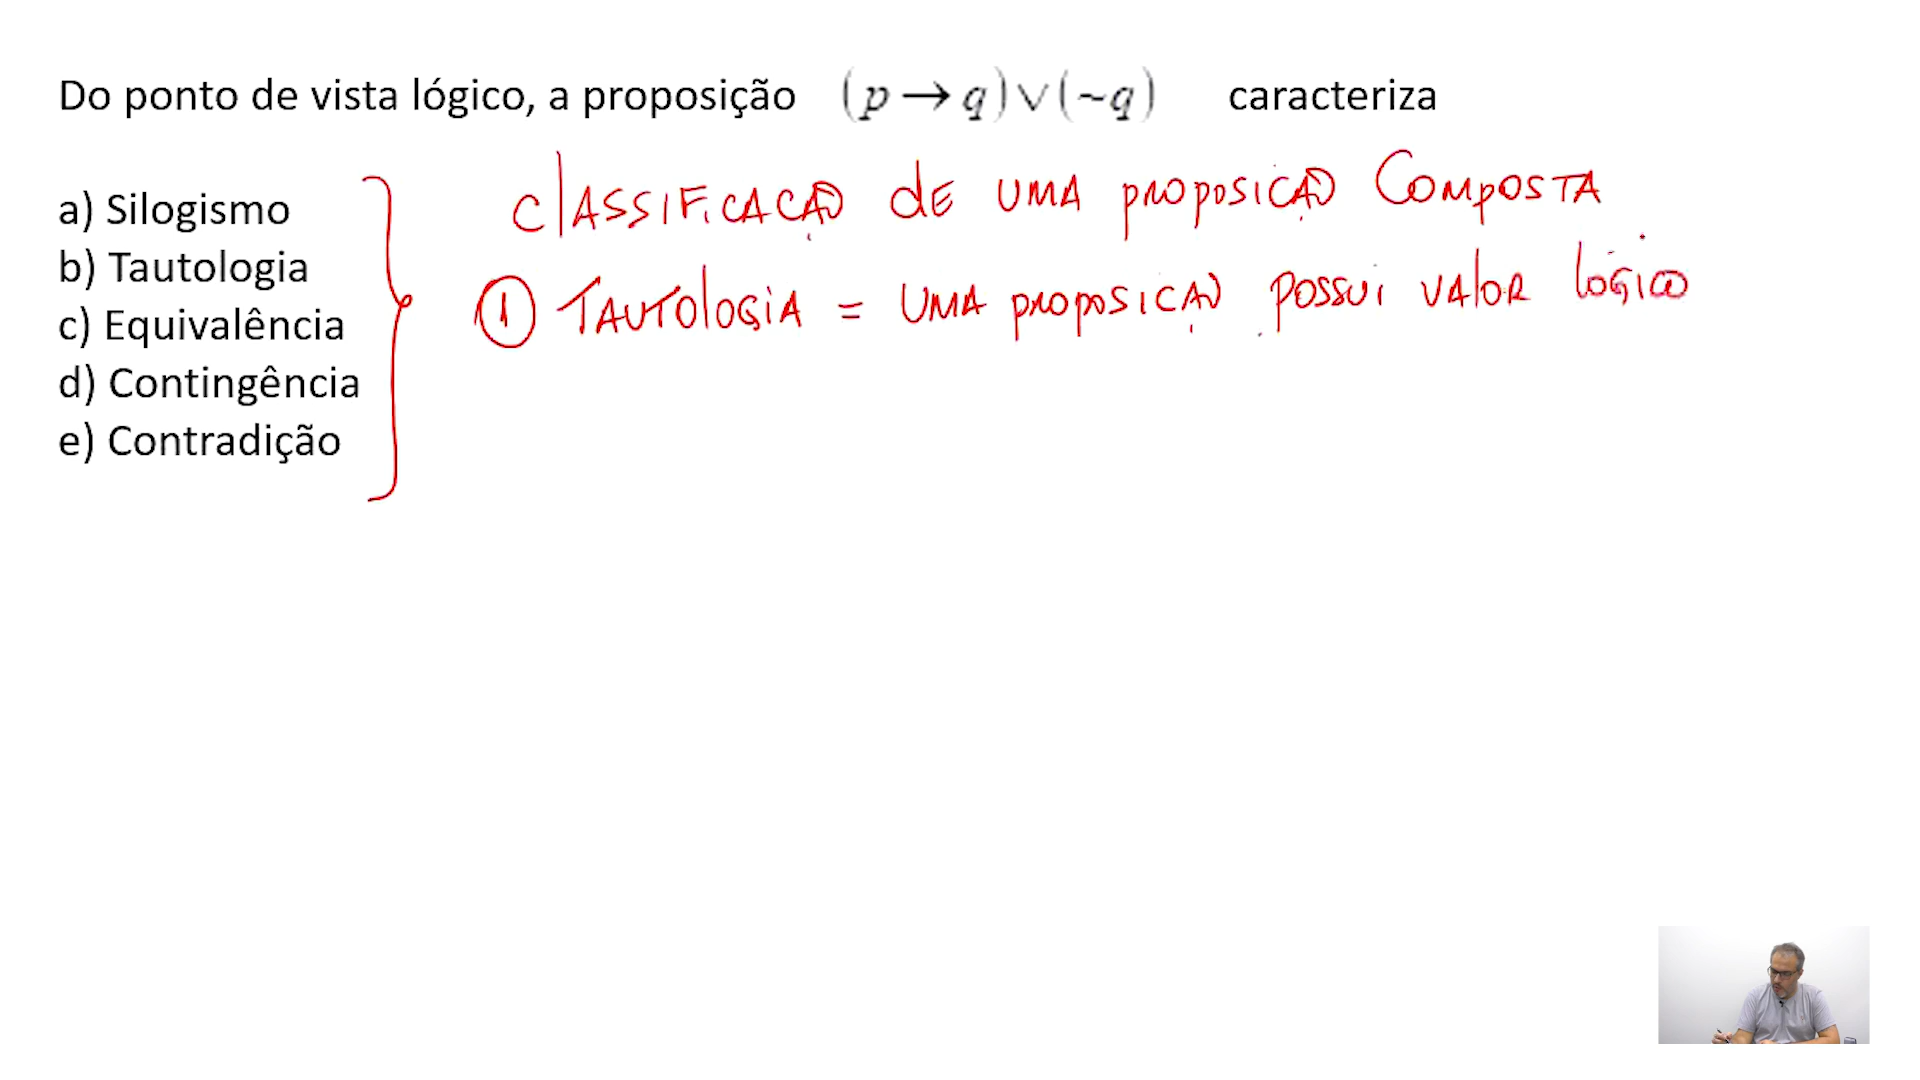 Do ponto de vista lógico, a proposição (p → q) ∨ (~q) caracteriza
a) Silogismo
b) Tautologia
c) Equivalência
d) Contingência
e) Contradição
CLASSIFICAÇÃO DE UMA PROPOSIÇÃO COMPOSTA
① TAUTOLOGIA = UMA PROPOSIÇÃO POSSUI VALOR LÓGICO